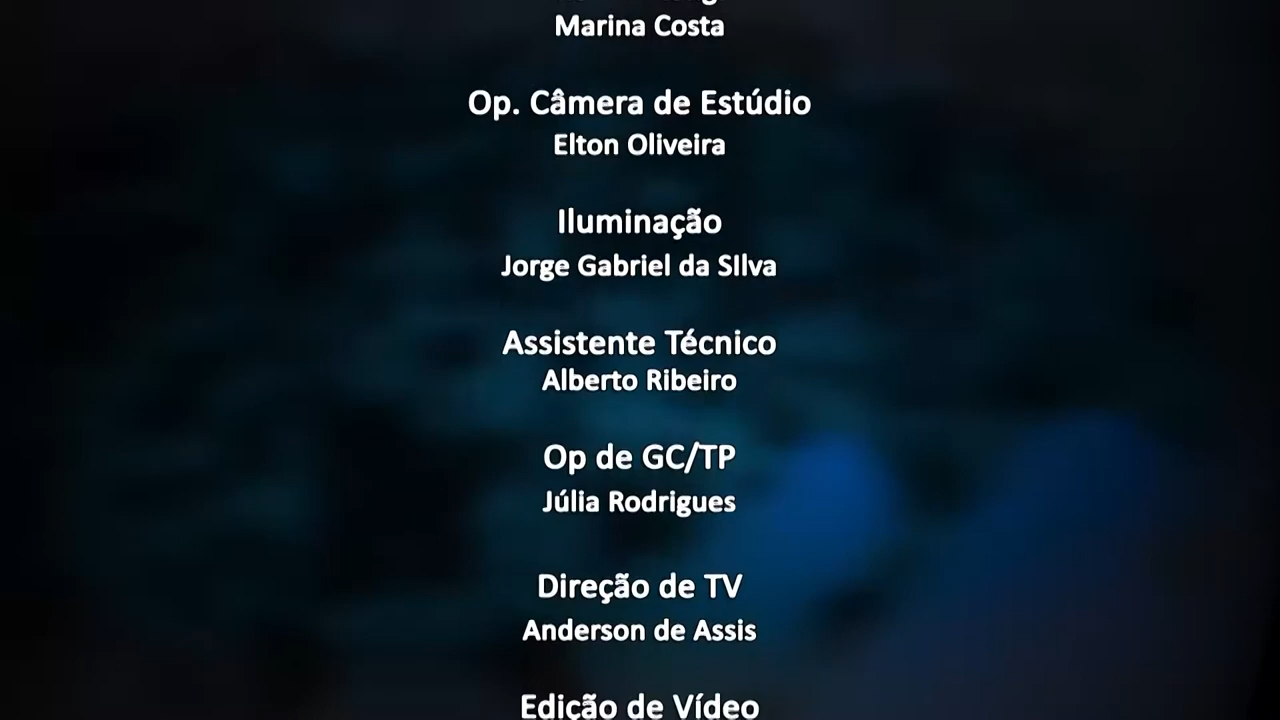 Marina Costa
Op. Câmera de Estúdio
Elton Oliveira
Iluminação
Jorge Gabriel da SIlva
Assistente Técnico
Alberto Ribeiro
Op de GC/TP
Júlia Rodrigues
Direção de TV
Anderson de Assis
Edição de Vídeo